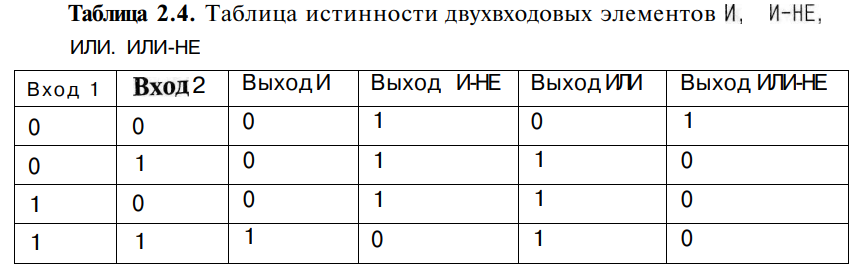 Таблица 2.4. Таблица истинности двухвходовых элементов И, И-НЕ,
ИЛИ. ИЛИ-НЕ
Вход 1 Вход 2 Выход И Выход И-НЕ Выход ИЛИ Выход ИЛИ-НЕ
0 0 0 1 0 1
0 1 0 1 1 0
1 0 0 1 1 0
1 1 1 0 1 0